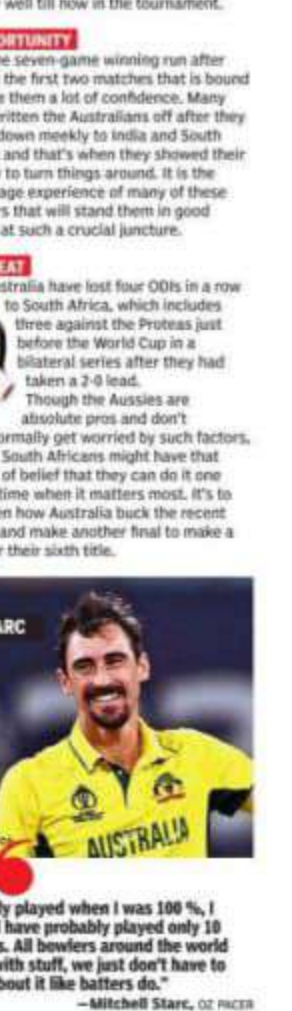 well till now in the tournament.
ORTUNITY
e seven-game winning run after
the first two matches that is bound
e them a lot of confidence. Many
ritten the Australians off after they
down meekly to India and South
and that's when they showed their
to turn things around. It is the
age experience of many of these
s that will stand them in good
at such a crucial juncture.
EAT
stralia have lost four ODIs in a row
to South Africa, which includes
three against the Proteas just
before the World Cup in a
bilateral series after they had
taken a 2-0 lead.
Though the Aussies are
absolute pros and don't
ormally get worried by such factors,
South Africans might have that
of belief that they can do it one
time when it matters most. It's to
en how Australia buck the recent
and make another final to make a
r their sixth title.
ARC
AUSTRALIA
ly played when I was 100 %, I
have probably played only 10
s. All bowlers around the world
with stuff, we just don't have to
bout it like batters do."
—Mitchell Starc, OZ PACER